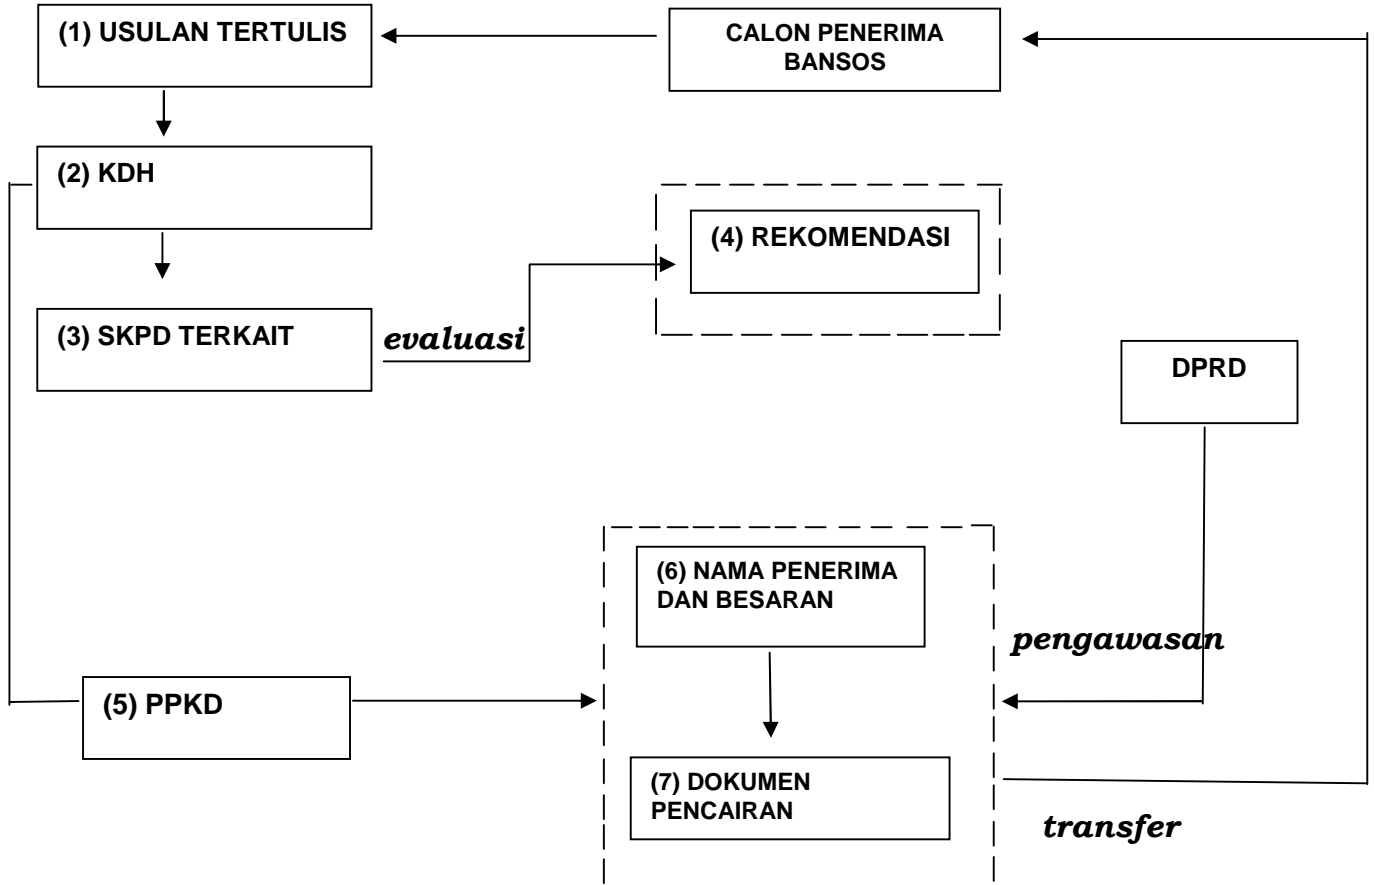 (1) USULAN TERTULIS
CALON PENERIMA
BANSOS
(2) KDH
(4) REKOMENDASI
(3) SKPD TERKAIT
evaluasi
DPRD
(6) NAMA PENERIMA
DAN BESARAN
pengawasan
(5) PPKD
(7) DOKUMEN
PENCAIRAN
transfer